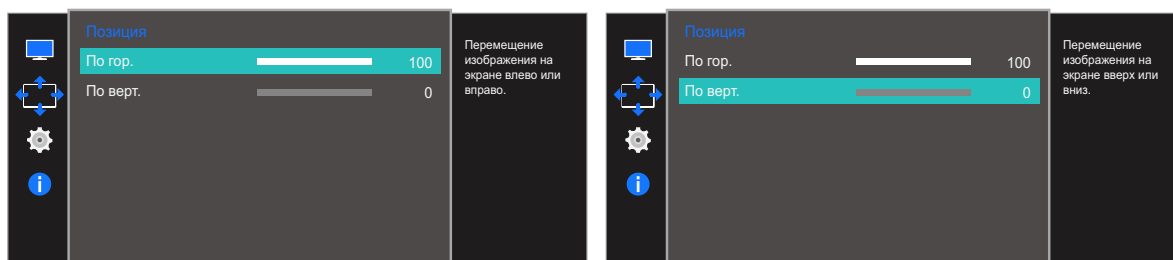 Позиция
По гор. 100
По верт. 0
Перемещение
изображения на
экране влево или
вправо.
Позиция
По гор. 100
По верт. 0
Перемещение
изображения на
экране вверх или
вниз.